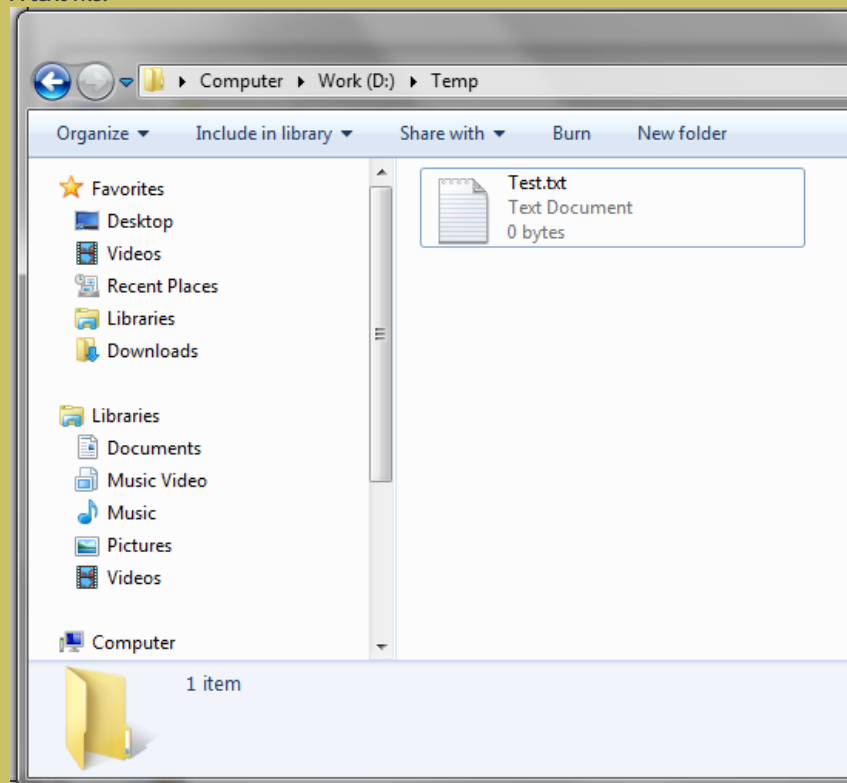 Computer Work (D:) Temp
Organize Include in library Share with Burn New folder
Favorites
Desktop
Videos
Recent Places
Libraries
Downloads
Libraries
Documents
Music Video
Music
Pictures
Videos
Computer
Test.txt
Text Document
0 bytes
1 item